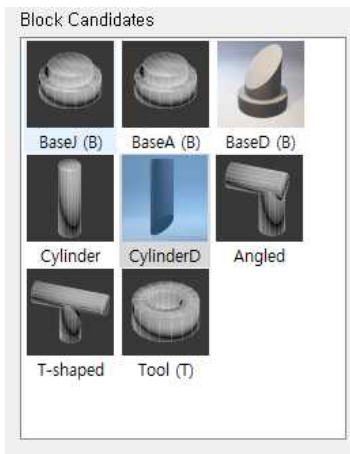 Block Candidates
BaseJ (B) BaseA (B) BaseD (B)
Cylinder CylinderD Angled
T-shaped Tool (T)